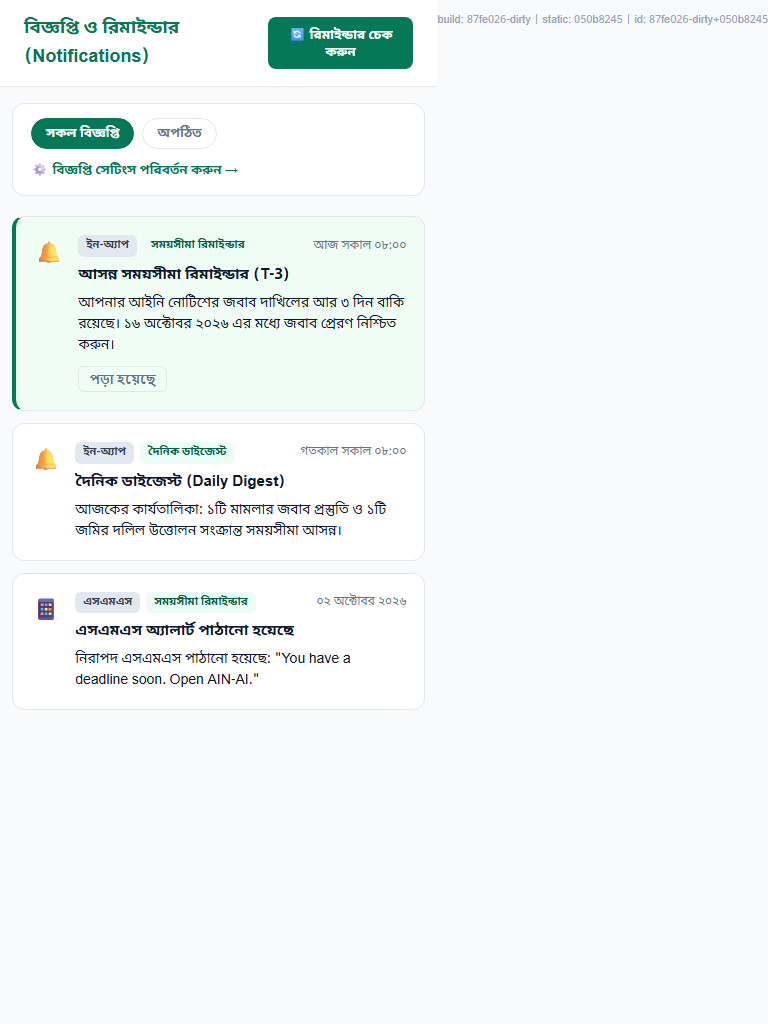 বিজ্ঞপ্তি ও রিমাইন্ডার
(Notifications)
রিমাইন্ডার চেক
করুন
build: 87fe026-dirty | static: 050b8245 | id: 87fe026-dirty+050b8245
সকল বিজ্ঞপ্তি অপঠিত
বিজ্ঞপ্তি সেটিংস পরিবর্তন করুন →
ইন-অ্যাপ সময়সীমা রিমাইন্ডার আজ সকাল ০৮:০০
আসন্ন সময়সীমা রিমাইন্ডার (T-3)
আপনার আইনি নোটিশের জবাব দাখিলের আর ৩ দিন বাকি
রয়েছে। ১৬ অক্টোবর ২০২৬ এর মধ্যে জবাব প্রেরণ নিশ্চিত
করুন।
পড়া হয়েছে
ইন-অ্যাপ দৈনিক ডাইজেস্ট গতকাল সকাল ০৮:০০
দৈনিক ডাইজেস্ট (Daily Digest)
আজকের কার্যতালিকা: ১টি মামলার জবাব প্রস্তুতি ও ১টি
জমির দলিল উত্তোলন সংক্রান্ত সময়সীমা আসন্ন।
এসএমএস সময়সীমা রিমাইন্ডার ০২ অক্টোবর ২০২৬
এসএমএস অ্যালার্ট পাঠানো হয়েছে
নিরাপদ এসএমএস পাঠানো হয়েছে: "You have a
deadline soon. Open AIN-AI."